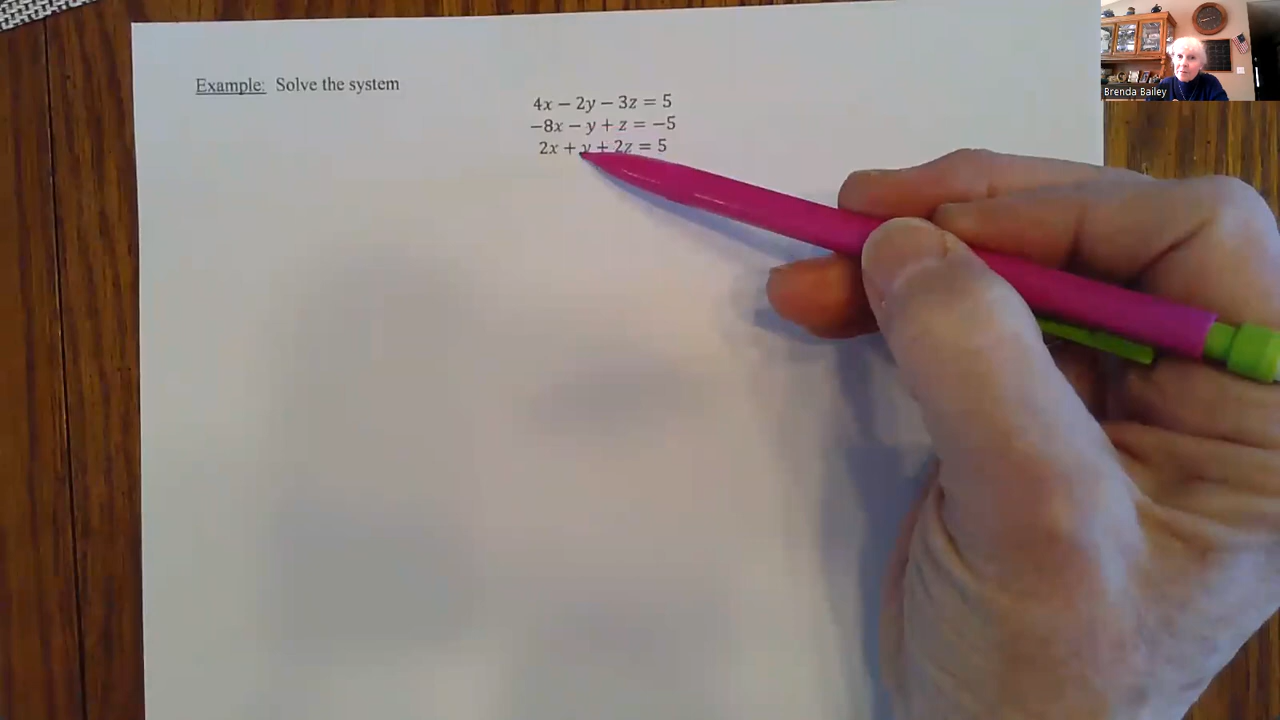 Example: Solve the system
4x − 2y − 3z = 5
−8x − y + z = −5
2x + y + 2z = 5
Brenda Bailey